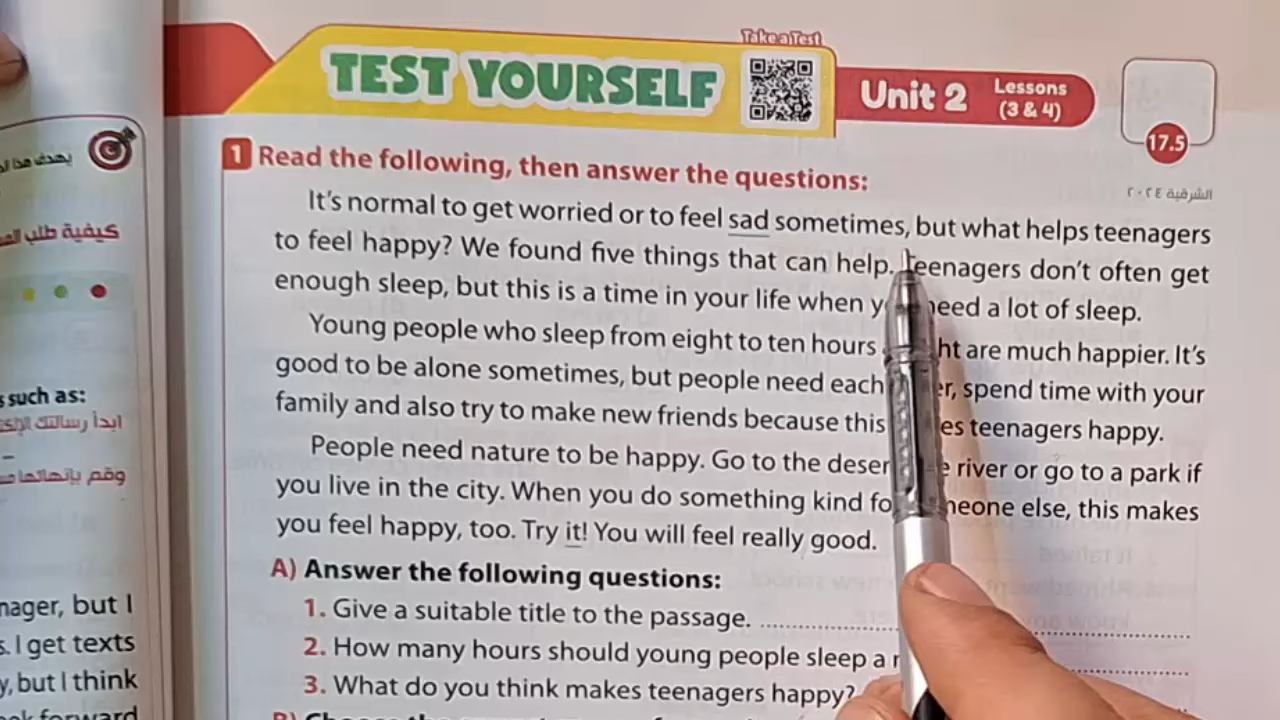 Take a Test
TEST YOURSELF
Unit 2
Lessons
(3 & 4)
17.5
الشرقية ٢٠٢٤
1 Read the following, then answer the questions:
It's normal to get worried or to feel sad sometimes, but what helps teenagers
to feel happy? We found five things that can help. Teenagers don't often get
enough sleep, but this is a time in your life when need a lot of sleep.
Young people who sleep from eight to ten hours are much happier. It's
good to be alone sometimes, but people need each spend time with your
family and also try to make new friends because this teenagers happy.
People need nature to be happy. Go to the river or go to a park if
you live in the city. When you do something kind else, this makes
you feel happy, too. Try it! You will feel really good.
A) Answer the following questions:
1. Give a suitable title to the passage.
2. How many hours should young people sleep a
3. What do you think makes teenagers happy?
يهدف هذا
كيفية طلب
such as:
ابدأ رسالتك
وقم بإنهائها
but I
I get texts
but I think
forward